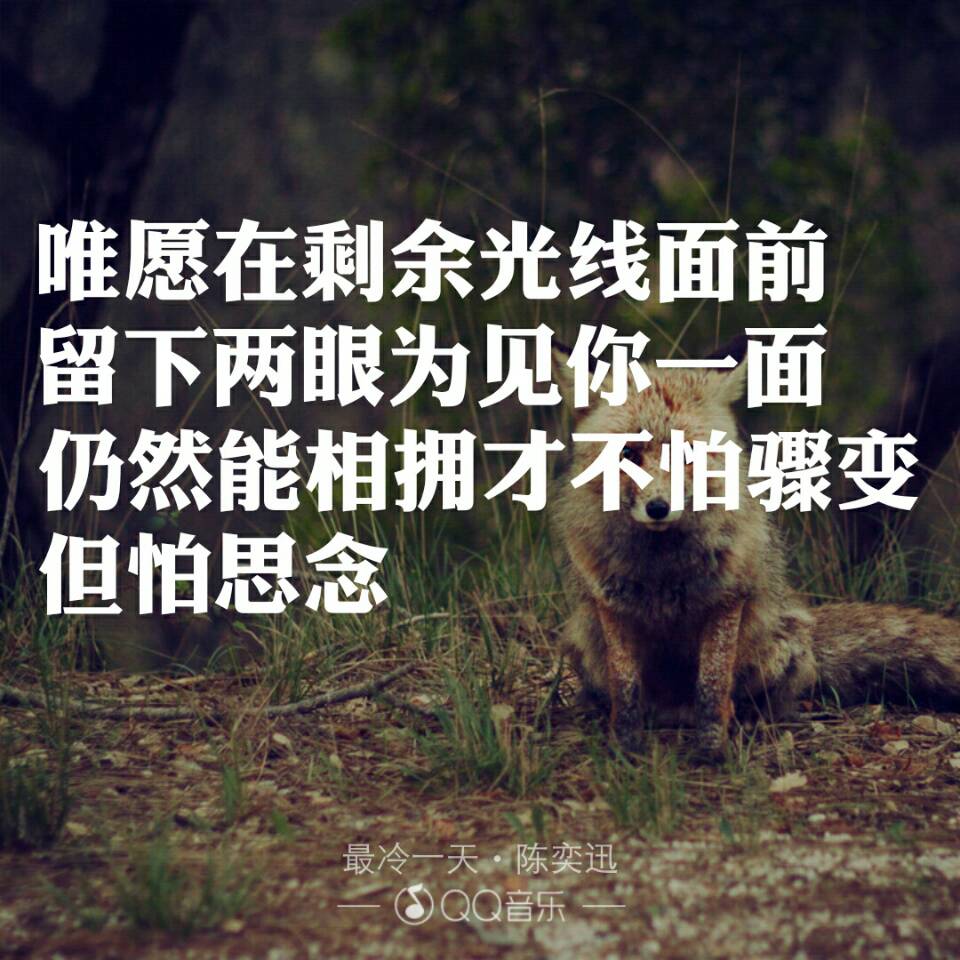 唯愿在剩余光线面前
留下两眼为见你一面
仍然能相拥才不怕骤变
但怕思念
最冷一天·陈奕迅
QQ音乐